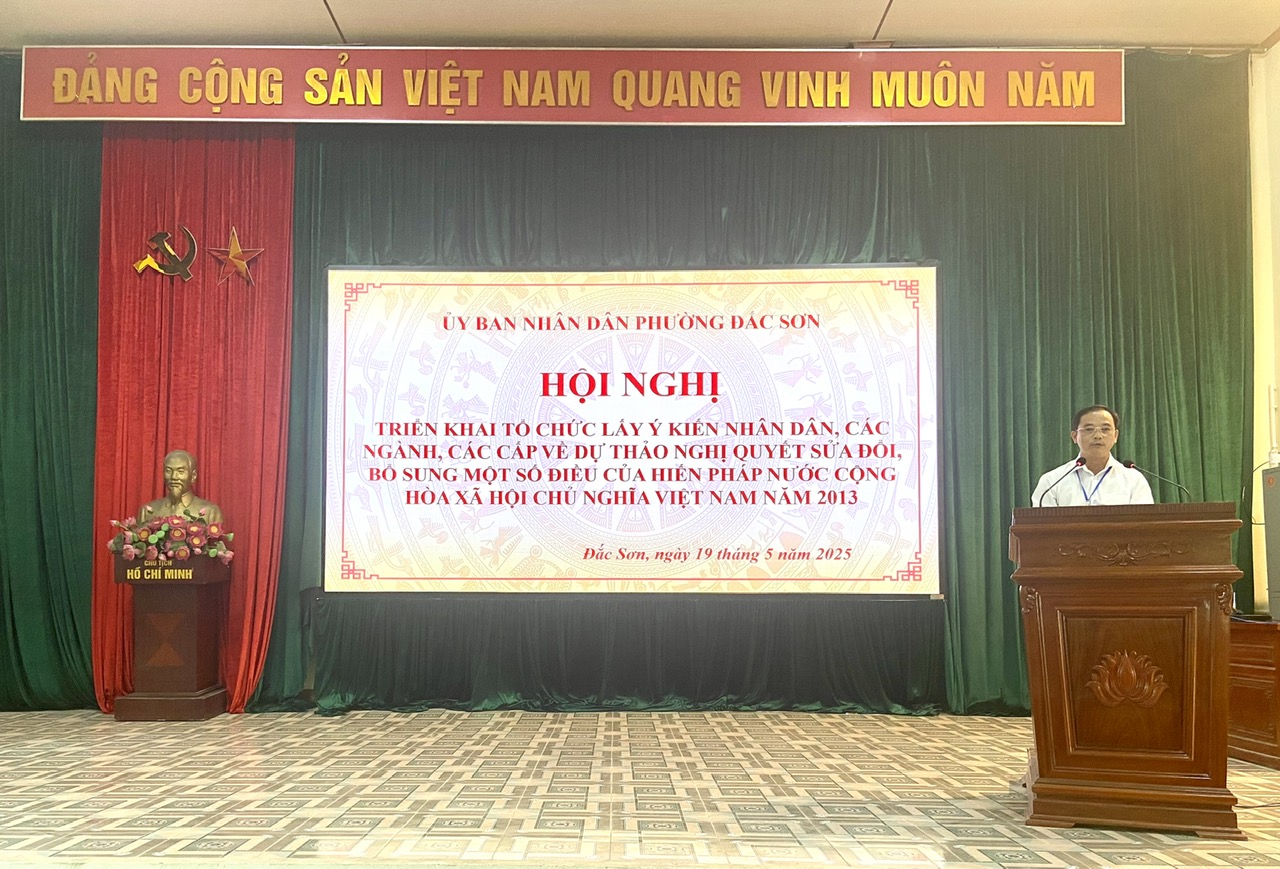 ĐẢNG CỘNG SẢN VIỆT NAM QUANG VINH MUÔN NĂM
ỦY BAN NHÂN DÂN PHƯỜNG ĐẮC SƠN
HỘI NGHỊ
TRIỂN KHAI TỔ CHỨC LẤY Ý KIẾN NHÂN DÂN, CÁC
NGÀNH, CÁC CẤP VỀ DỰ THẢO NGHỊ QUYẾT SỬA ĐỔI,
BỔ SUNG MỘT SỐ ĐIỀU CỦA HIẾN PHÁP NƯỚC CỘNG
HÒA XÃ HỘI CHỦ NGHĨA VIỆT NAM NĂM 2013
Đắc Sơn, ngày 19 tháng 5 năm 2025
CHỦ TỊCH
HỒ CHÍ MINH